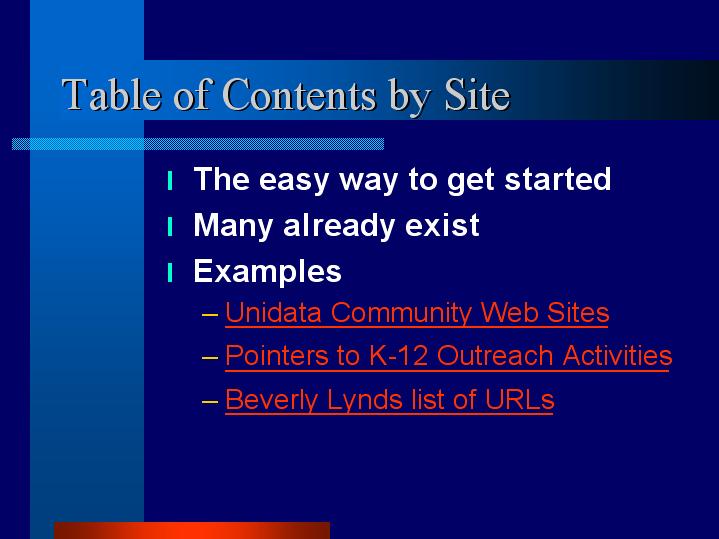 Table of Contents by Site
The easy way to get started
Many already exist
Examples
– Unidata Community Web Sites
– Pointers to K-12 Outreach Activities
– Beverly Lynds list of URLs